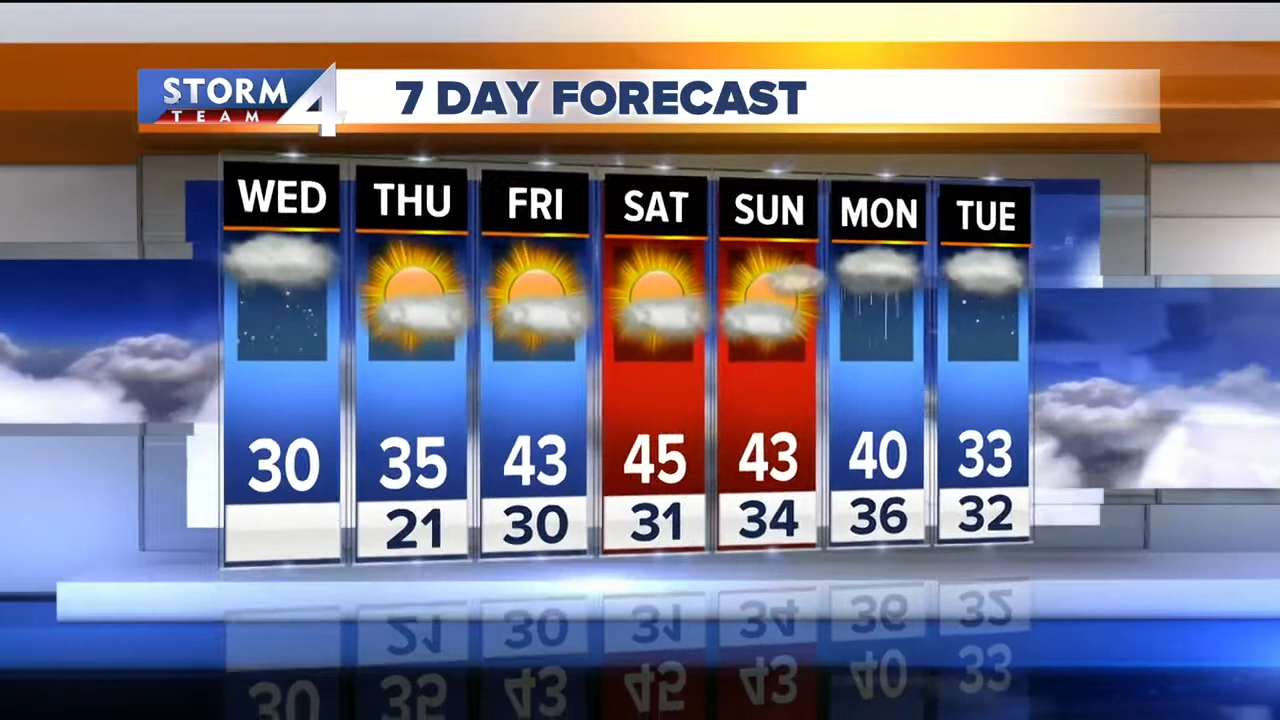 STORM
TEAM
4
7 DAY FORECAST
WED THU FRI SAT SUN MON TUE
30 35 43 45 43 40 33
21 30 31 34 36 32